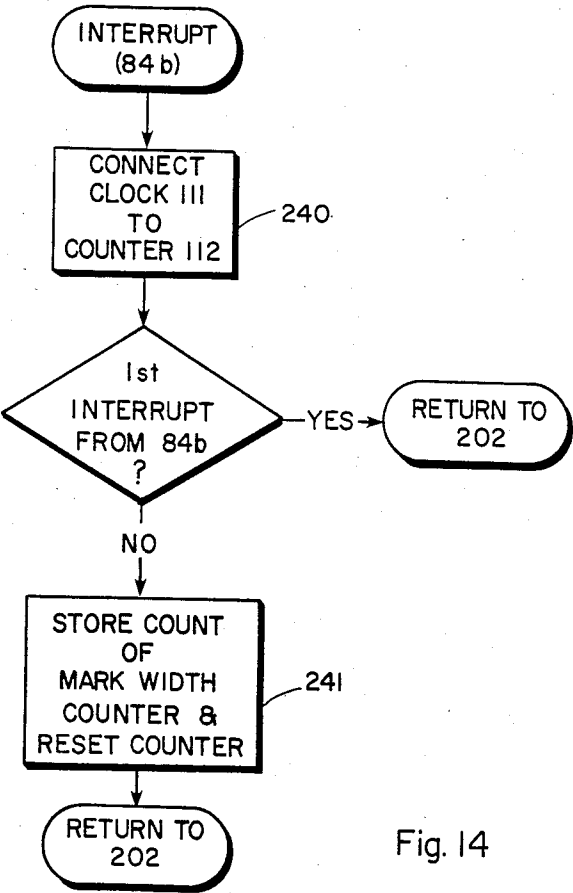 INTERRUPT
(84b)
CONNECT
CLOCK 111
TO
COUNTER 112
240
1st
INTERRUPT
FROM 84b
?
YES
RETURN TO
202
NO
STORE COUNT
OF
MARK WIDTH
COUNTER &
RESET COUNTER
241
RETURN TO
202
Fig. 14